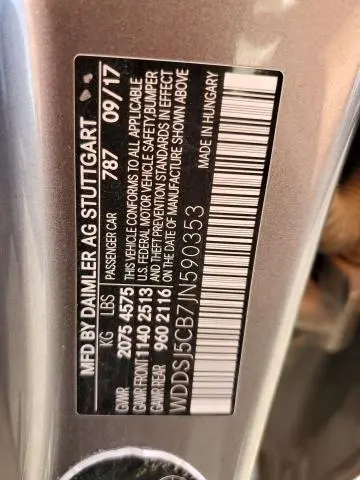 MFD BY DAIMLER AG STUTTGART
KG LBS PASSENGER CAR 787 09/17
GVWR 2075 4575 THIS VEHICLE CONFORMS TO ALL APPLICABLE
GAWR FRONT 1140 2513 U.S. FEDERAL MOTOR VEHICLE SAFETY,BUMPER
GAWR REAR 960 2116 AND THEFT PREVENTION STANDARDS IN EFFECT
ON THE DATE OF MANUFACTURE SHOWN ABOVE
WDDSJ5CB7JN590353 MADE IN HUNGARY